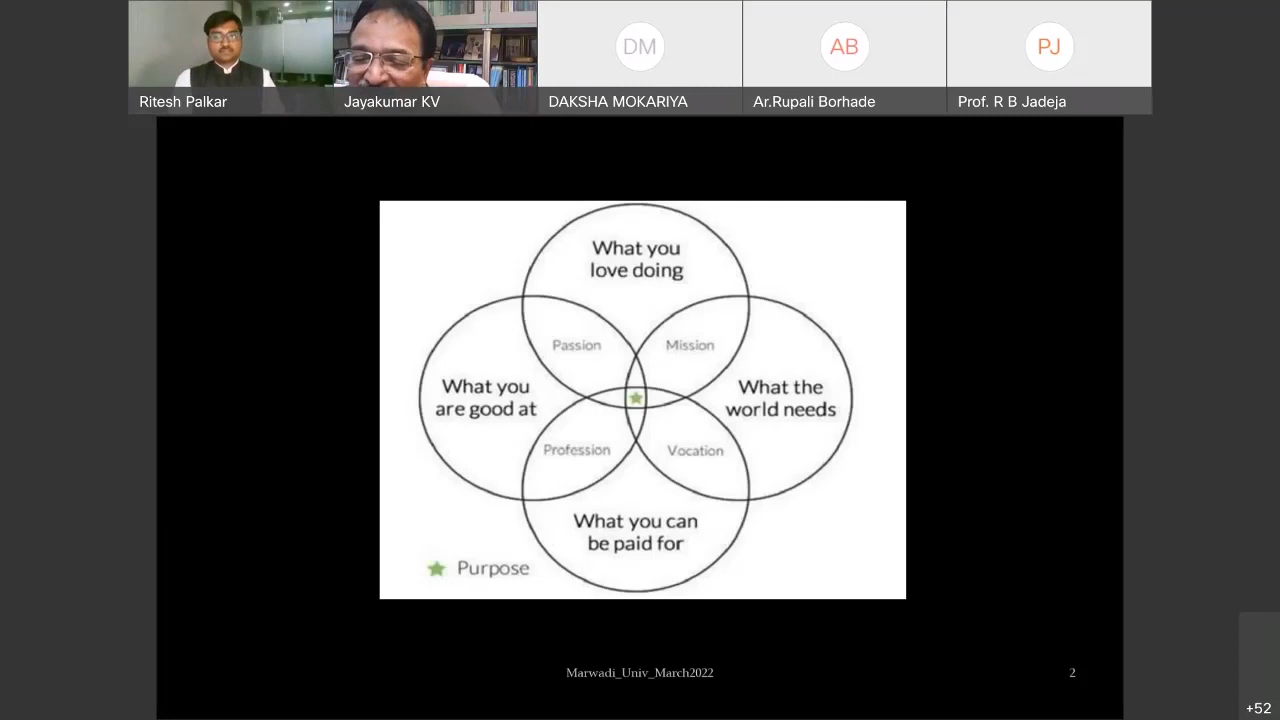 DM
AB
PJ
Ritesh Palkar
Jayakumar KV
DAKSHA MOKARIYA
Ar.Rupali Borhade
Prof. R B Jadeja
What you
love doing
Passion
Mission
What you
are good at
What the
world needs
Profession
Vocation
What you can
be paid for
Purpose
Marwadi_Univ_March2022
2
+52